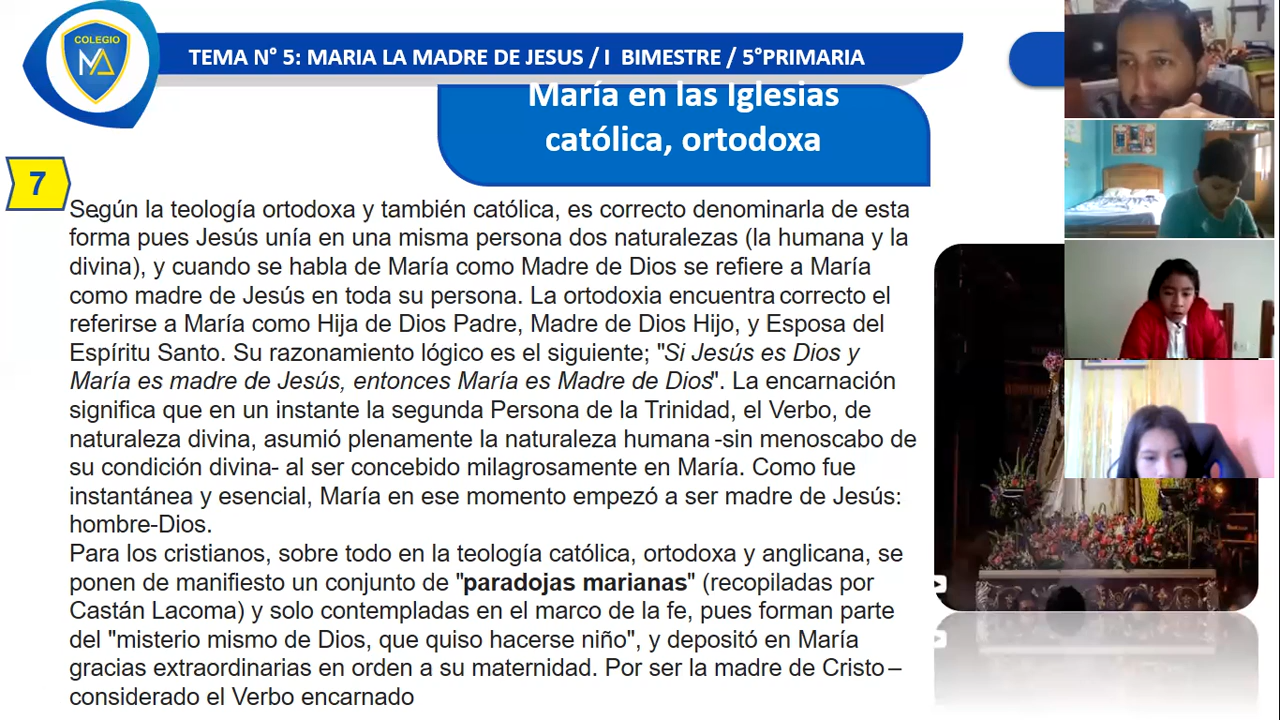 COLEGIO
MA
TEMA N° 5: MARIA LA MADRE DE JESUS / I BIMESTRE / 5°PRIMARIA
María en las Iglesias
católica, ortodoxa
7
Según la teología ortodoxa y también católica, es correcto denominarla de esta
forma pues Jesús unía en una misma persona dos naturalezas (la humana y la
divina), y cuando se habla de María como Madre de Dios se refiere a María
como madre de Jesús en toda su persona. La ortodoxia encuentra correcto el
referirse a María como Hija de Dios Padre, Madre de Dios Hijo, y Esposa del
Espíritu Santo. Su razonamiento lógico es el siguiente; "Si Jesús es Dios y
María es madre de Jesús, entonces María es Madre de Dios". La encarnación
significa que en un instante la segunda Persona de la Trinidad, el Verbo, de
naturaleza divina, asumió plenamente la naturaleza humana -sin menoscabo de
su condición divina- al ser concebido milagrosamente en María. Como fue
instantánea y esencial, María en ese momento empezó a ser madre de Jesús:
hombre-Dios.
Para los cristianos, sobre todo en la teología católica, ortodoxa y anglicana, se
ponen de manifiesto un conjunto de "paradojas marianas" (recopiladas por
Castán Lacoma) y solo contempladas en el marco de la fe, pues forman parte
del "misterio mismo de Dios, que quiso hacerse niño", y depositó en María
gracias extraordinarias en orden a su maternidad. Por ser la madre de Cristo –
considerado el Verbo encarnado